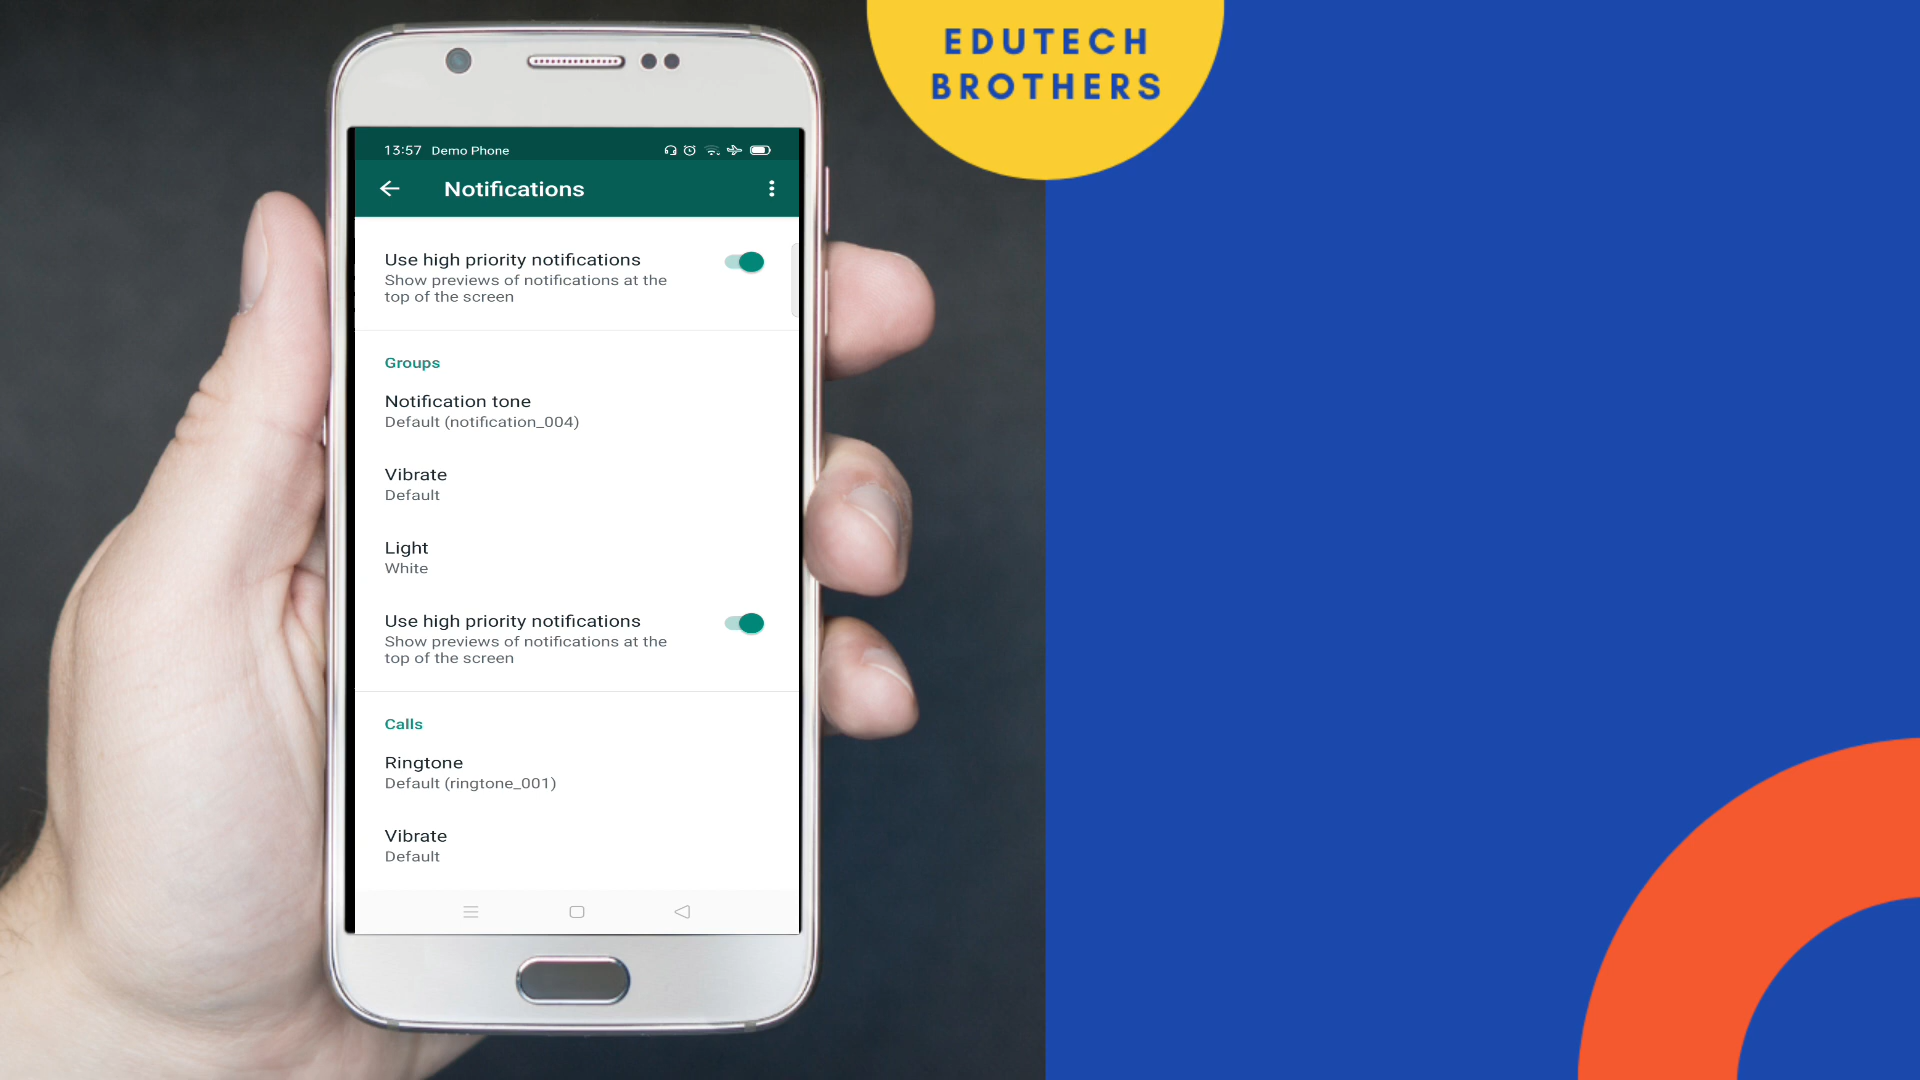 EDUTECH
BROTHERS
13:57 Demo Phone
Notifications
Use high priority notifications
Show previews of notifications at the
top of the screen
Groups
Notification tone
Default (notification_004)
Vibrate
Default
Light
White
Use high priority notifications
Show previews of notifications at the
top of the screen
Calls
Ringtone
Default (ringtone_001)
Vibrate
Default